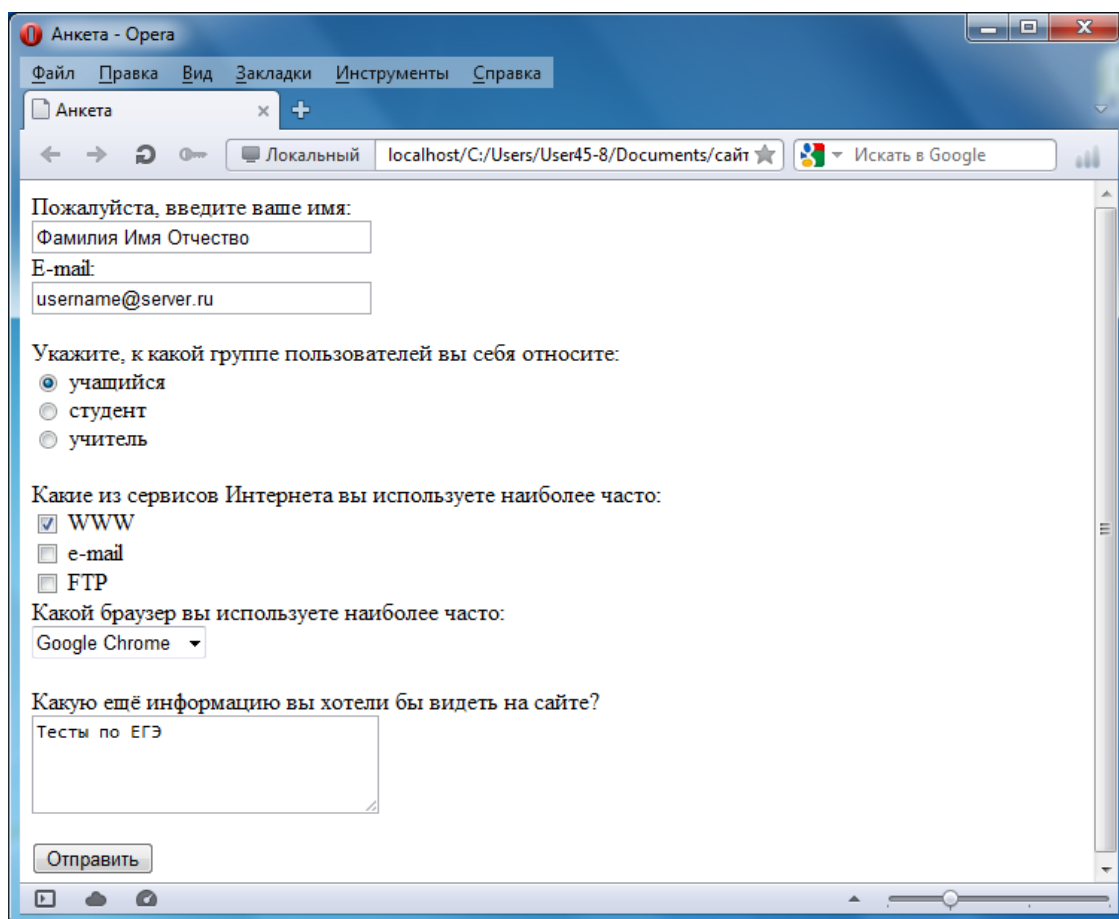 Анкета - Opera
Файл Правка Вид Закладки Инструменты Справка
Анкета
Локальный localhost/C:/Users/User45-8/Documents/сайт Искать в Google
Пожалуйста, введите ваше имя:
Фамилия Имя Отчество
E-mail:
username@server.ru
Укажите, к какой группе пользователей вы себя относите:
учащийся
студент
учитель
Какие из сервисов Интернета вы используете наиболее часто:
WWW
e-mail
FTP
Какой браузер вы используете наиболее часто:
Google Chrome
Какую ещё информацию вы хотели бы видеть на сайте?
Тесты по ЕГЭ
Отправить